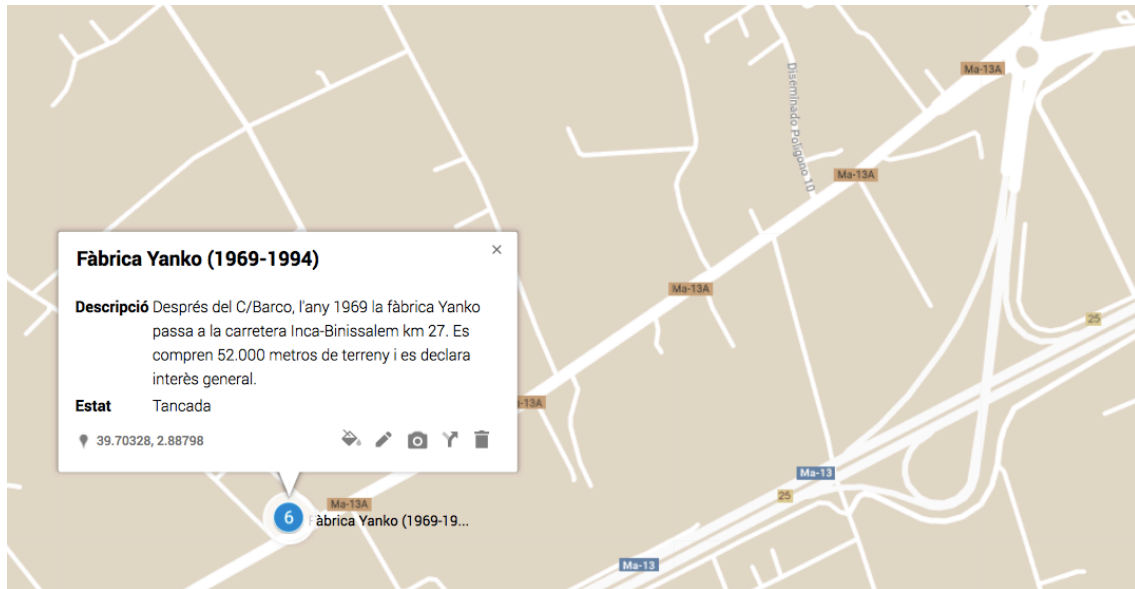 Ma-13A
Diseminado Polígono 10
Ma-13A
Fàbrica Yanko (1969-1994)
×
Descripció Després del C/Barco, l'any 1969 la fàbrica Yanko
passa a la carretera Inca-Binissalem km 27. Es
compren 52.000 metros de terreny i es declara
interès general.
Estat Tancada
39.70328, 2.88798
Ma-13A
25
-13A
Ma-13
25
Ma-13A
6
àbrica Yanko (1969-19...
Ma-13